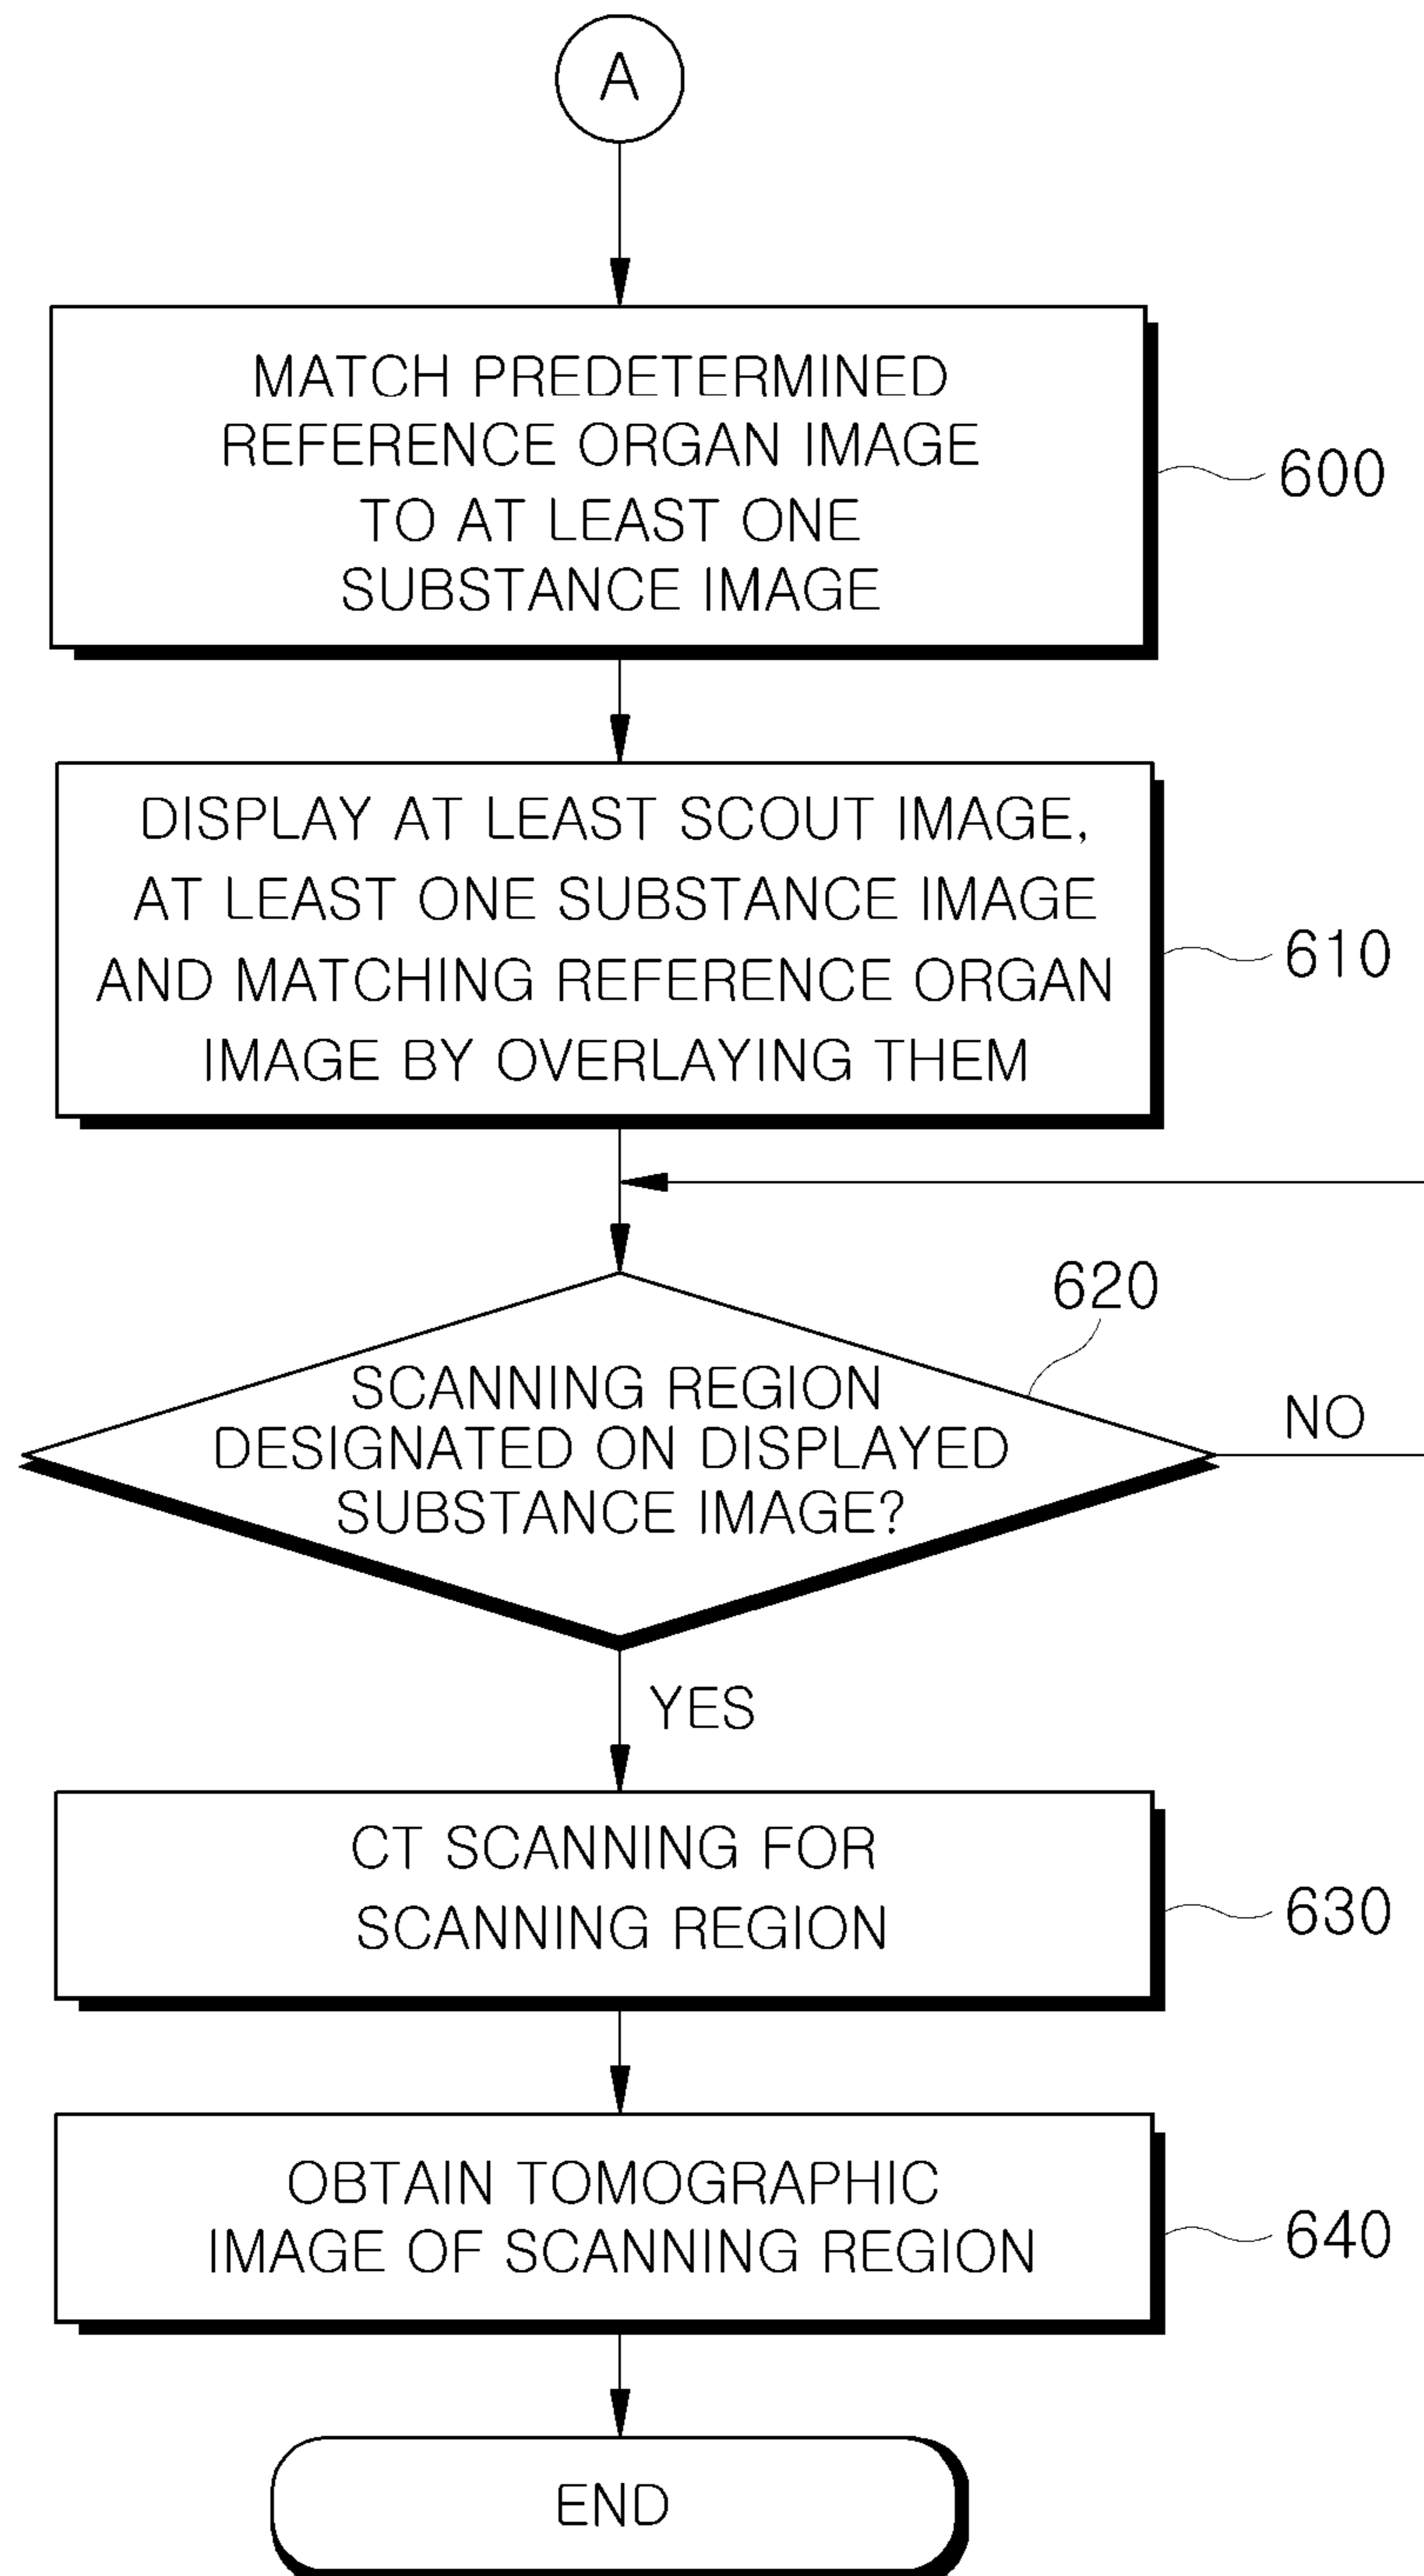 A
MATCH PREDETERMINED
REFERENCE ORGAN IMAGE
TO AT LEAST ONE
SUBSTANCE IMAGE
600
DISPLAY AT LEAST SCOUT IMAGE,
AT LEAST ONE SUBSTANCE IMAGE
AND MATCHING REFERENCE ORGAN
IMAGE BY OVERLAYING THEM
610
620
SCANNING REGION
DESIGNATED ON DISPLAYED
SUBSTANCE IMAGE?
NO
YES
CT SCANNING FOR
SCANNING REGION
630
OBTAIN TOMOGRAPHIC
IMAGE OF SCANNING REGION
640
END